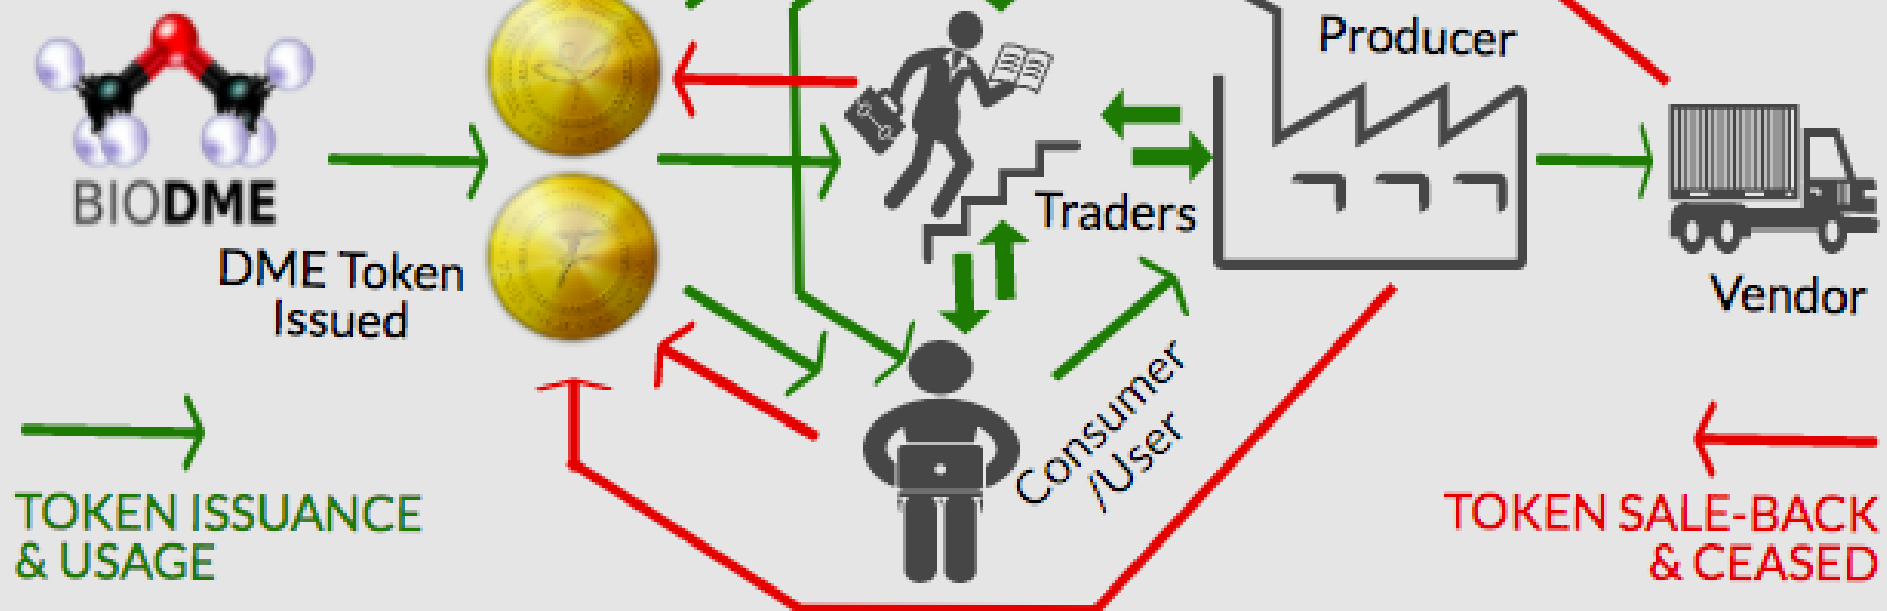 Producer
BIODME
Traders
DME Token
Issued
Vendor
Consumer
/User
TOKEN ISSUANCE
& USAGE
TOKEN SALE-BACK
& CEASED